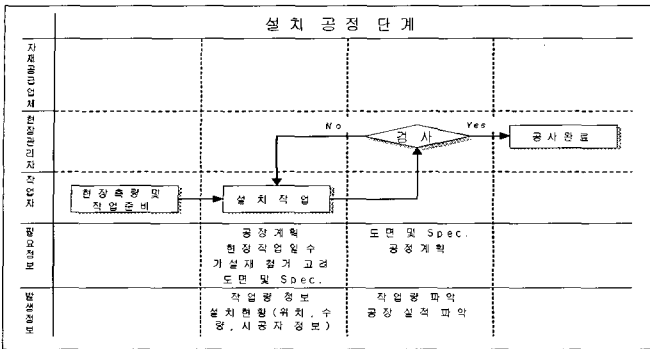 설치 공정 단계
자재공급업체
현장관리자
No
검사
Yes
공사완료
작업자
현장측량 및
작업준비
설치작업
필요정보
공장계획
현장작업일수
가설재 철거 고려
도면 및 Spec.
도면 및 Spec.
공정계획
발생정보
작업량 정보
설치현황(위치, 수
량, 시공자 정보)
작업량 파악
공장 실적 파악